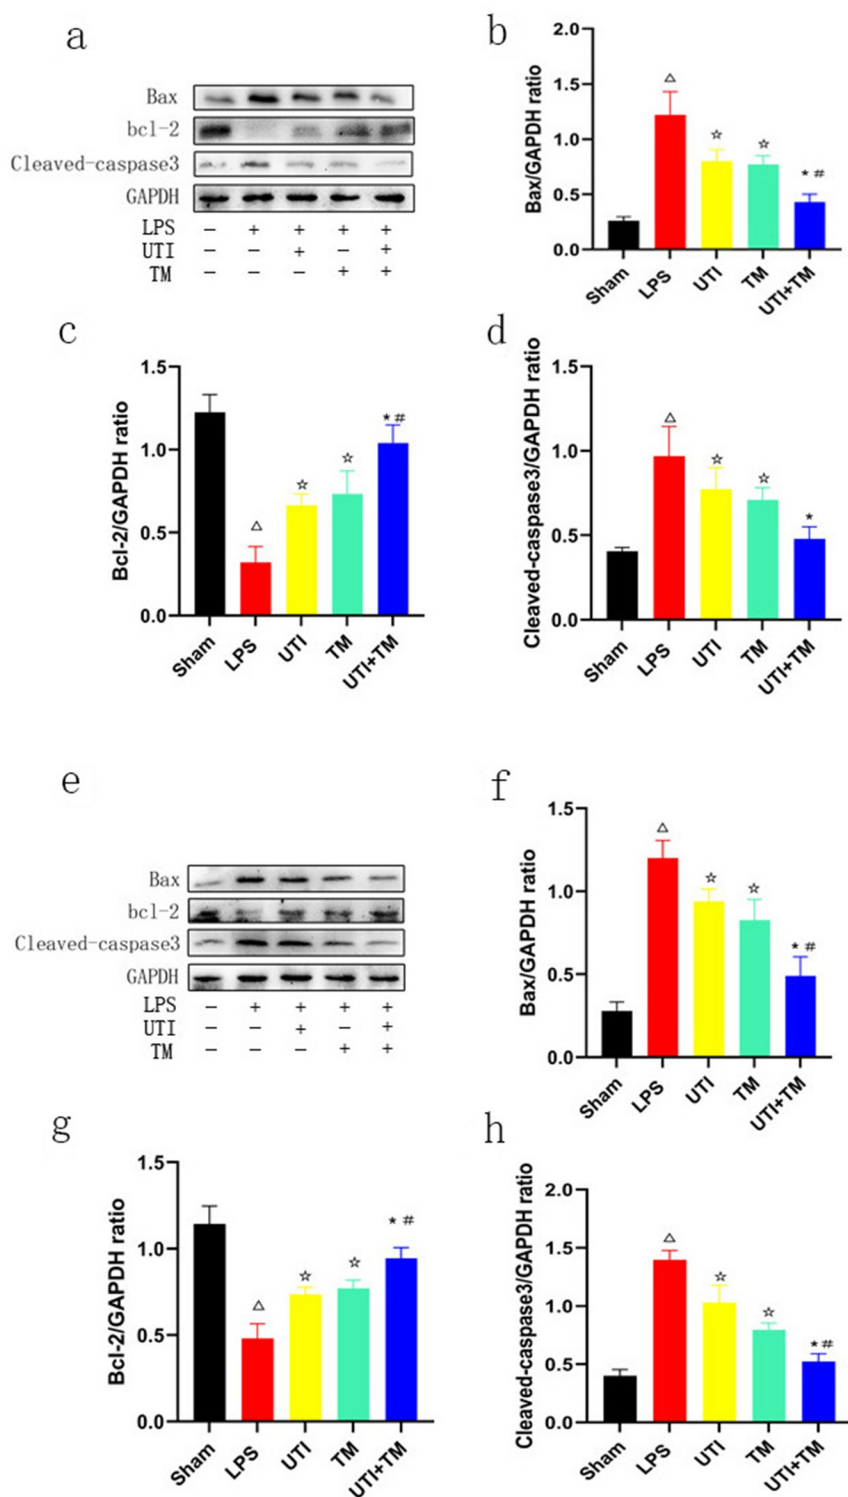 a
Bax
bcl-2
Cleaved-caspase3
GAPDH
LPS − + + + +
UTI − − + − +
TM − − − + +
b
Bax/GAPDH ratio
2.0
1.5
1.0
0.5
0.0
△
☆
☆
* #
Sham
LPS
UTI
TM
UTI+TM
c
Bcl-2/GAPDH ratio
1.5
1.0
0.5
0.0
△
☆
☆
*#
Sham
LPS
UTI
TM
UTI+TM
d
Cleaved-caspase3/GAPDH ratio
1.5
1.0
0.5
0.0
△
☆
☆
*
Sham
LPS
UTI
TM
UTI+TM
e
Bax
bcl-2
Cleaved-caspase3
GAPDH
LPS − + + + +
UTI − − + − +
TM − − − + +
f
Bax/GAPDH ratio
1.5
1.0
0.5
0.0
△
☆
☆
* #
Sham
LPS
UTI
TM
UTI+TM
g
Bcl-2/GAPDH ratio
1.5
1.0
0.5
0.0
△
☆
☆
* #
Sham
LPS
UTI
TM
UTI+TM
h
Cleaved-caspase3/GAPDH ratio
2.0
1.5
1.0
0.5
0.0
△
☆
☆
*#
Sham
LPS
UTI
TM
UTI+TM